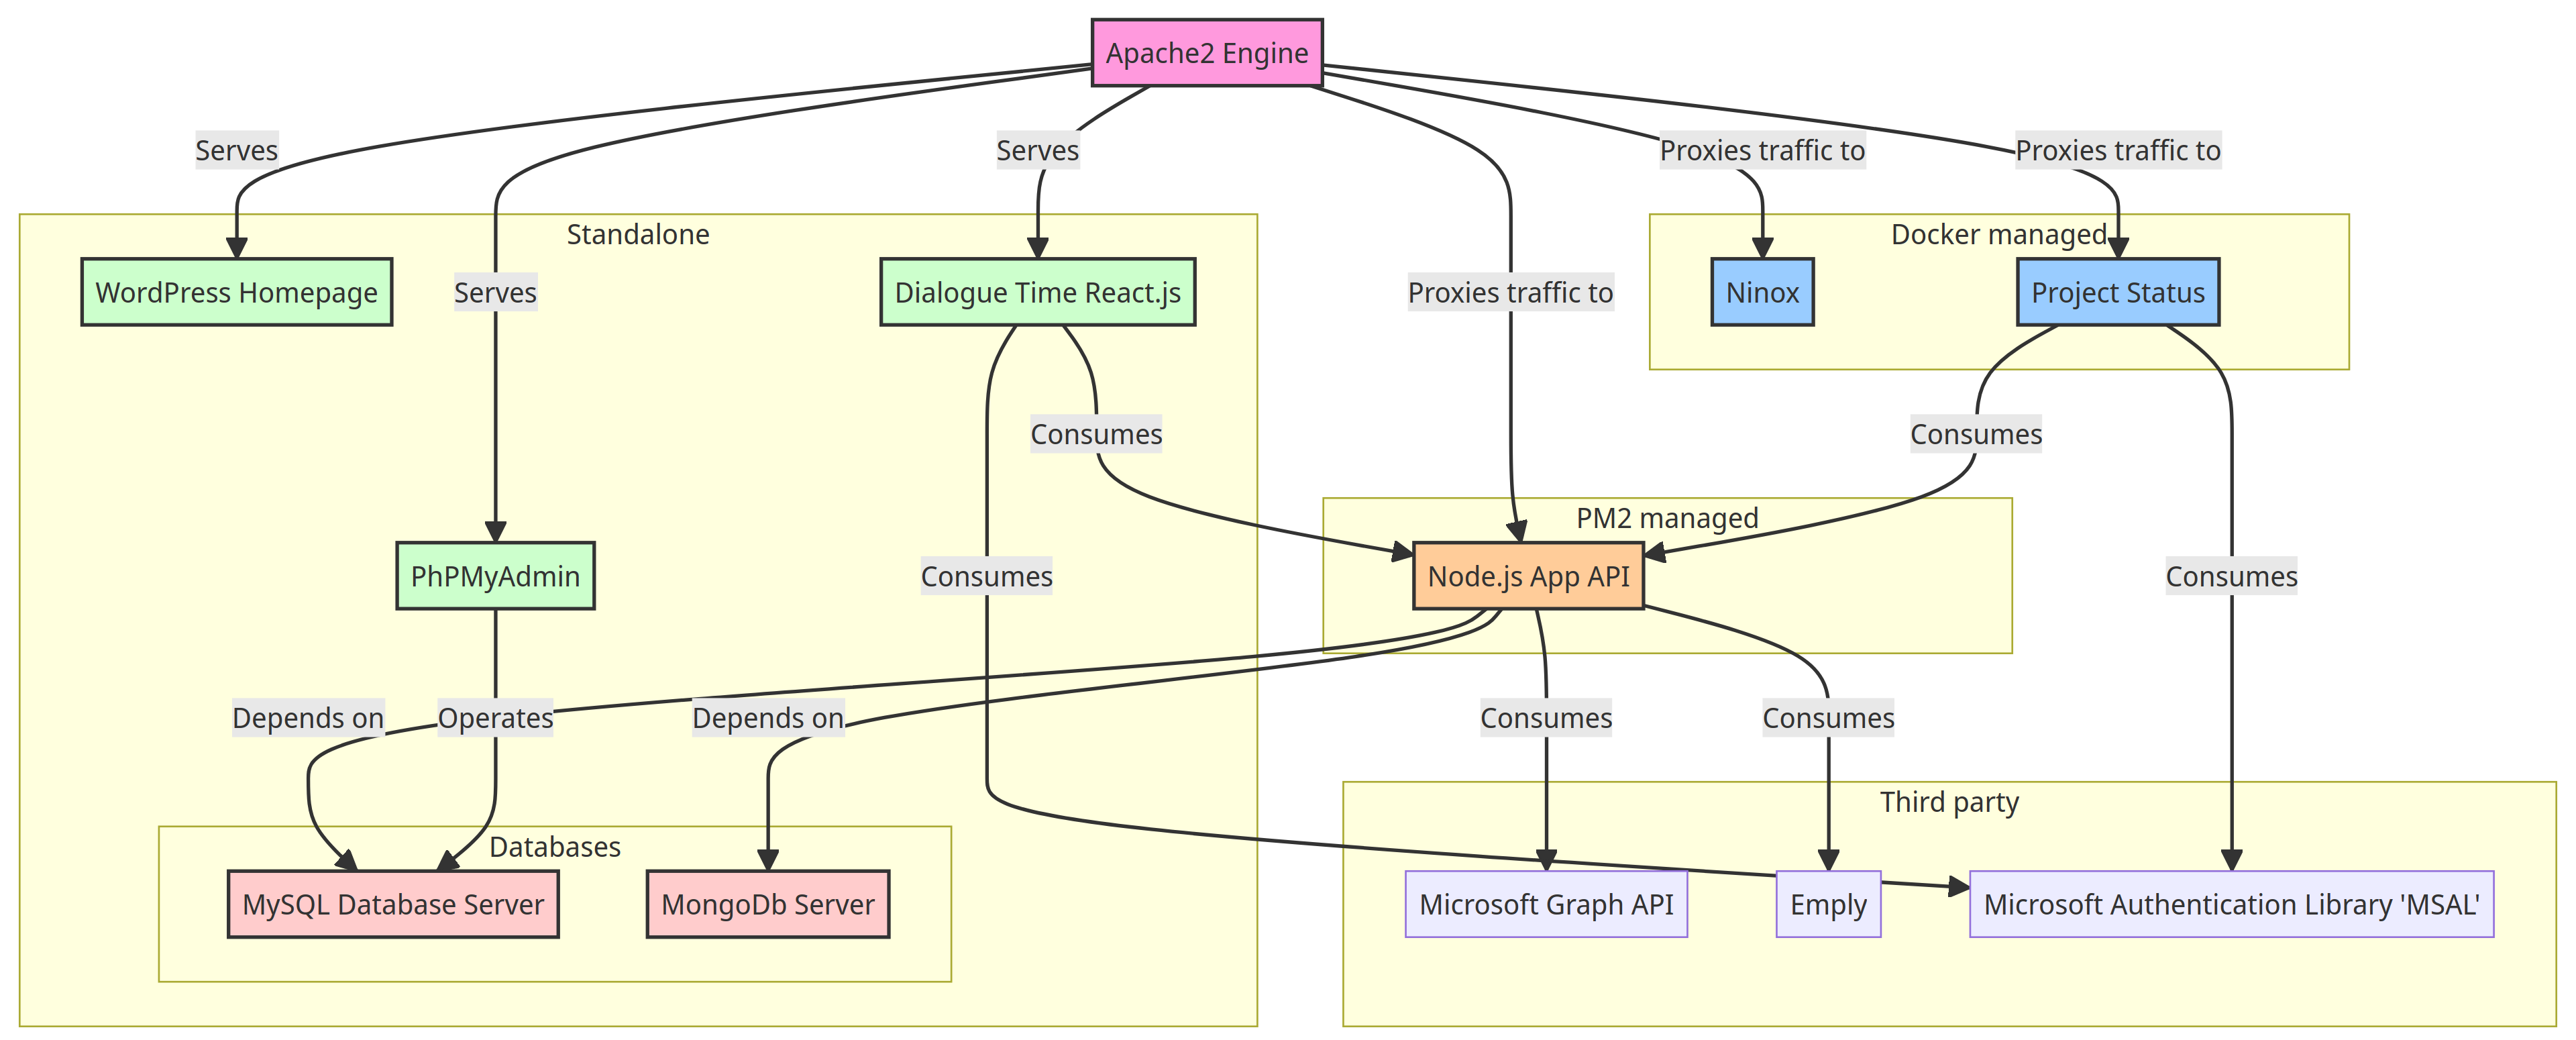 Apache2 Engine
Serves
Serves
Proxies traffic to
Proxies traffic to
Standalone
Docker managed
WordPress Homepage
Serves
Dialogue Time React.js
Proxies traffic to
Ninox
Project Status
Consumes
Consumes
PM2 managed
PhPMyAdmin
Consumes
Node.js App API
Consumes
Depends on
Operates
Depends on
Consumes
Consumes
Third party
Databases
MySQL Database Server
MongoDb Server
Microsoft Graph API
Emply
Microsoft Authentication Library 'MSAL'